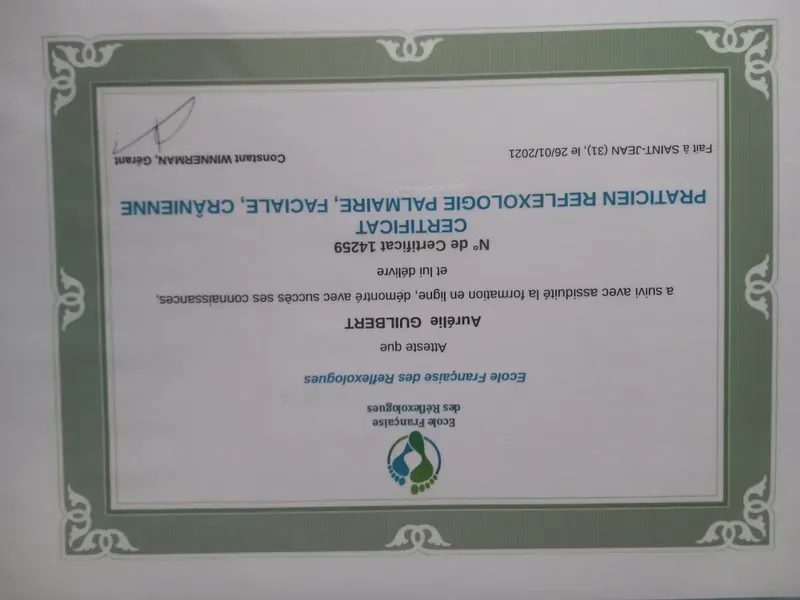 Ecole Française
des Réflexologues
Ecole Française des Reflexologues
Atteste que
Aurélie GUILBERT
a suivi avec assiduité la formation en ligne, démontré avec succès ses connaissances,
et lui délivre
N° de Certificat 14259
CERTIFICAT
PRATICIEN REFLEXOLOGIE PALMAIRE, FACIALE, CRÂNIENNE
Fait à SAINT-JEAN (31), le, 26/01/2021
Constant WINNERMAN, Gérant